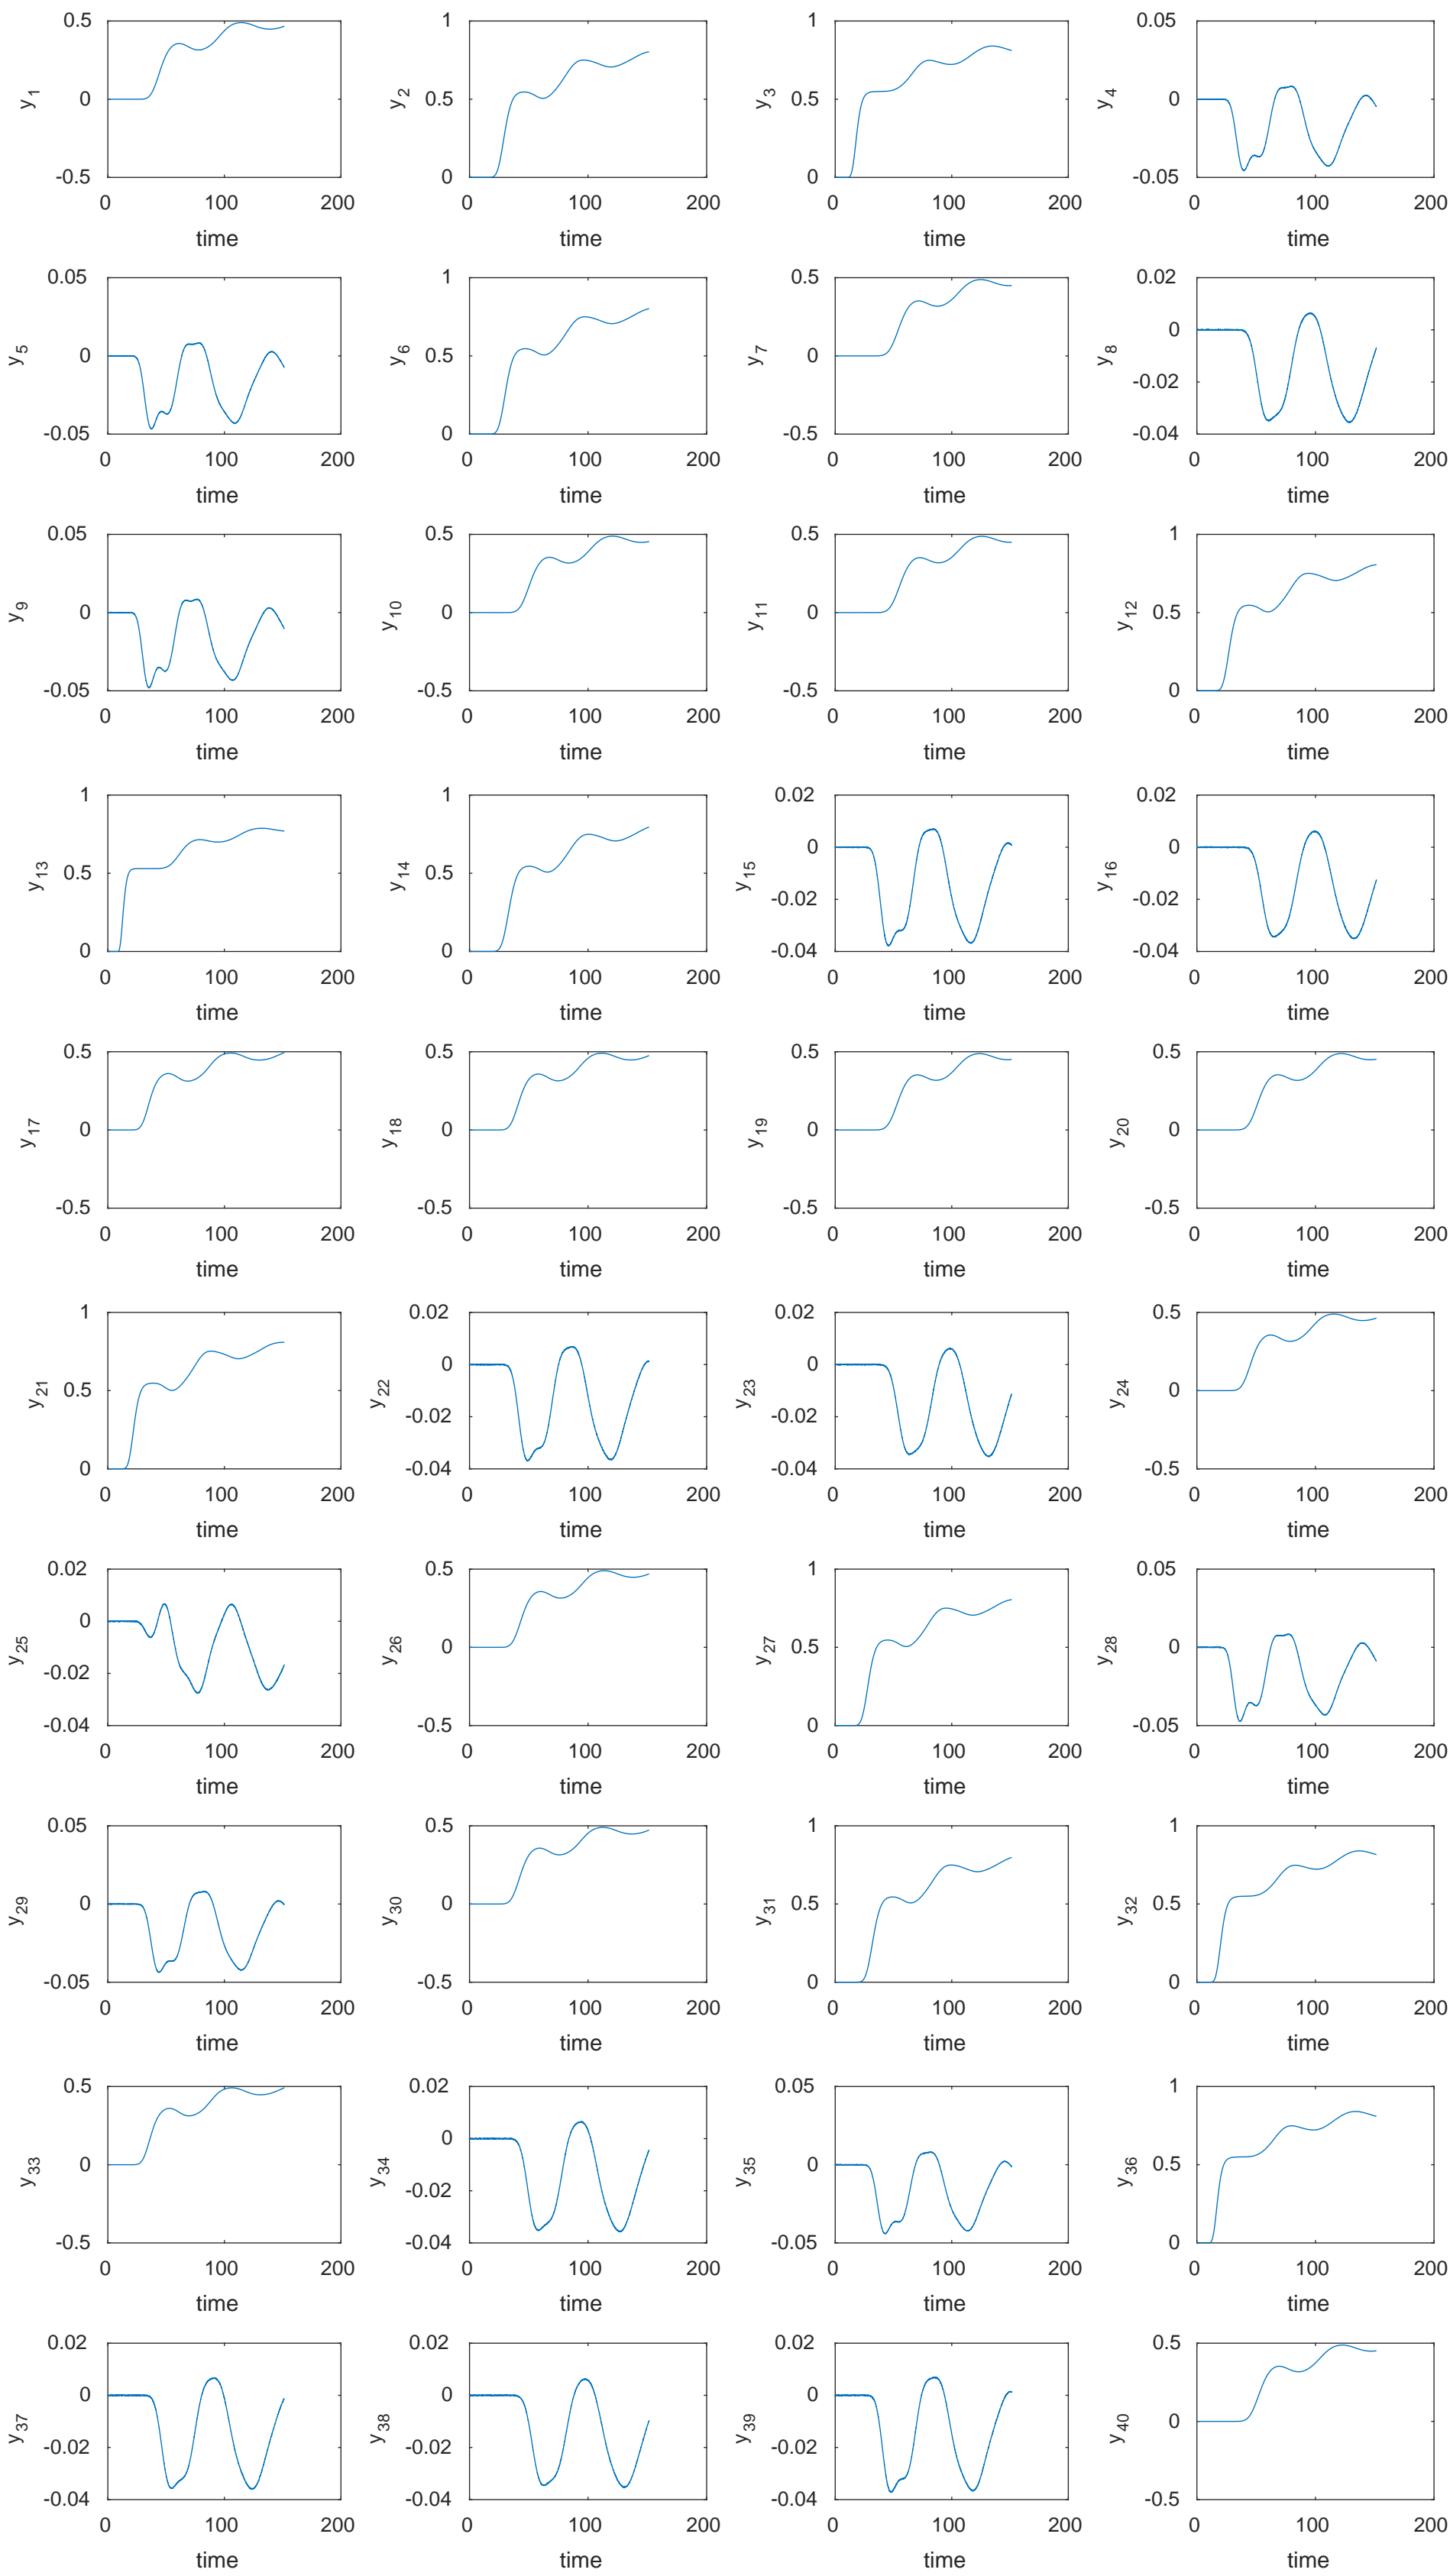 0.5 1 1 0.05
0 0.5 0.5 0
y1 y2 y3 y4
-0.5 0 0 -0.05
0 100 200 0 100 200 0 100 200 0 100 200
time time time time
0.05 1 0.5 0.02
0 0.5 0 0
y5 y6 y7 y8
-0.02
-0.05 0 -0.5 -0.04
0 100 200 0 100 200 0 100 200 0 100 200
time time time time
0.05 0.5 0.5 1
0 0 0 0.5
y9 y10 y11 y12
-0.05 -0.5 -0.5 0
0 100 200 0 100 200 0 100 200 0 100 200
time time time time
1 1 0.02 0.02
0 0
0.5 0.5
y13 y14 y15 y16
-0.02 -0.02
0 0 -0.04 -0.04
0 100 200 0 100 200 0 100 200 0 100 200
time time time time
0.5 0.5 0.5 0.5
0 0 0 0
y17 y18 y19 y20
-0.5 -0.5 -0.5 -0.5
0 100 200 0 100 200 0 100 200 0 100 200
time time time time
1 0.02 0.02 0.5
0 0
0.5 0
y21 y22 y23 y24
-0.02 -0.02
0 -0.04 -0.04 -0.5
0 100 200 0 100 200 0 100 200 0 100 200
time time time time
0.02 0.5 1 0.05
0
0 0.5 0
y25 y26 y27 y28
-0.02
-0.04 -0.5 0 -0.05
0 100 200 0 100 200 0 100 200 0 100 200
time time time time
0.05 0.5 1 1
0 0 0.5 0.5
y29 y30 y31 y32
-0.05 -0.5 0 0
0 100 200 0 100 200 0 100 200 0 100 200
time time time time
0.5 0.02 0.05 1
0
0 0 0.5
y33 y34 y35 y36
-0.02
-0.5 -0.04 -0.05 0
0 100 200 0 100 200 0 100 200 0 100 200
time time time time
0.02 0.02 0.02 0.5
0 0 0
0
y37 y38 y39 y40
-0.02 -0.02 -0.02
-0.04 -0.04 -0.04 -0.5
0 100 200 0 100 200 0 100 200 0 100 200
time time time time